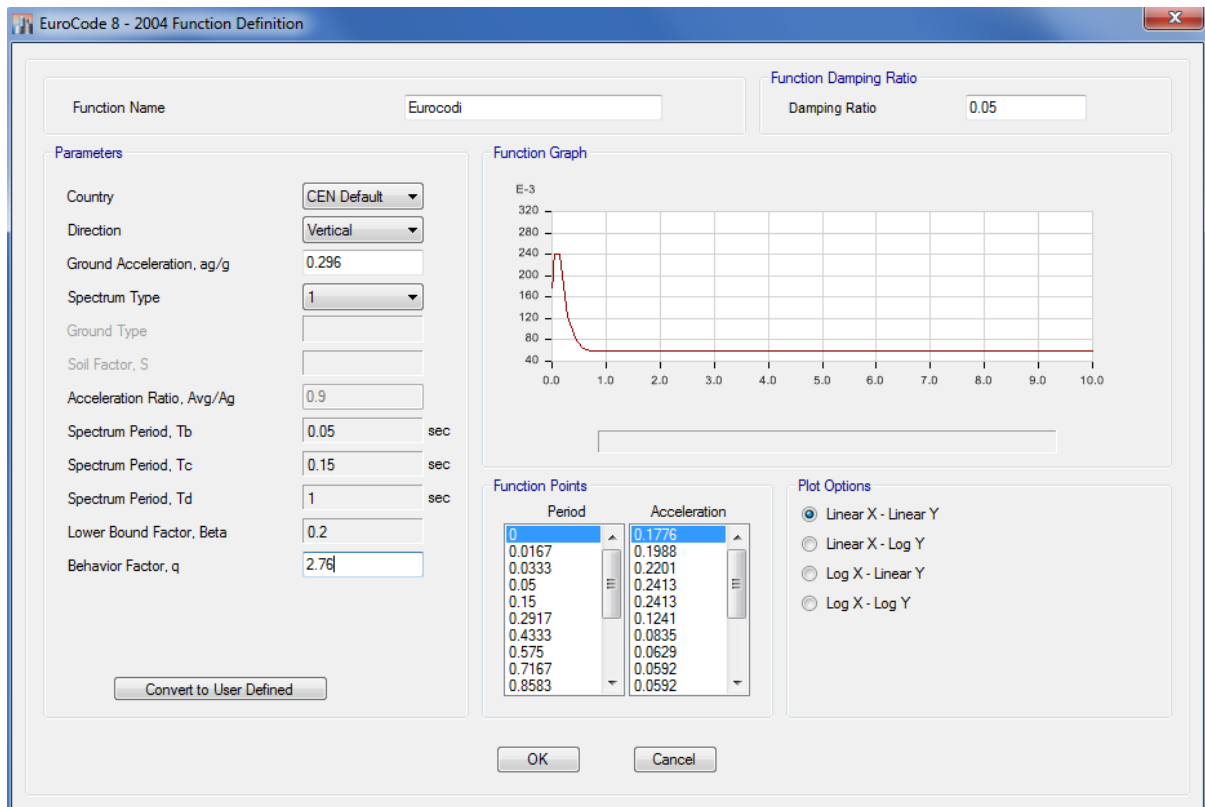 EuroCode 8 - 2004 Function Definition
Function Name
Eurocodi
Function Damping Ratio
Damping Ratio
0.05
Parameters
Country
CEN Default
Direction
Vertical
Ground Acceleration, ag/g
0.296
Spectrum Type
1
Ground Type
Soil Factor, S
Acceleration Ratio, Avg/Ag
0.9
Spectrum Period, Tb
0.05
sec
Spectrum Period, Tc
0.15
sec
Spectrum Period, Td
1
sec
Lower Bound Factor, Beta
0.2
Behavior Factor, q
2.76
Convert to User Defined
Function Graph
E-3
320
280
240
200
160
120
80
40
0.0 1.0 2.0 3.0 4.0 5.0 6.0 7.0 8.0 9.0 10.0
Function Points
Period Acceleration
0 0.1776
0.0167 0.1988
0.0333 0.2201
0.05 0.2413
0.15 0.2413
0.2917 0.1241
0.4333 0.0835
0.575 0.0629
0.7167 0.0592
0.8583 0.0592
Plot Options
Linear X - Linear Y
Linear X - Log Y
Log X - Linear Y
Log X - Log Y
OK
Cancel